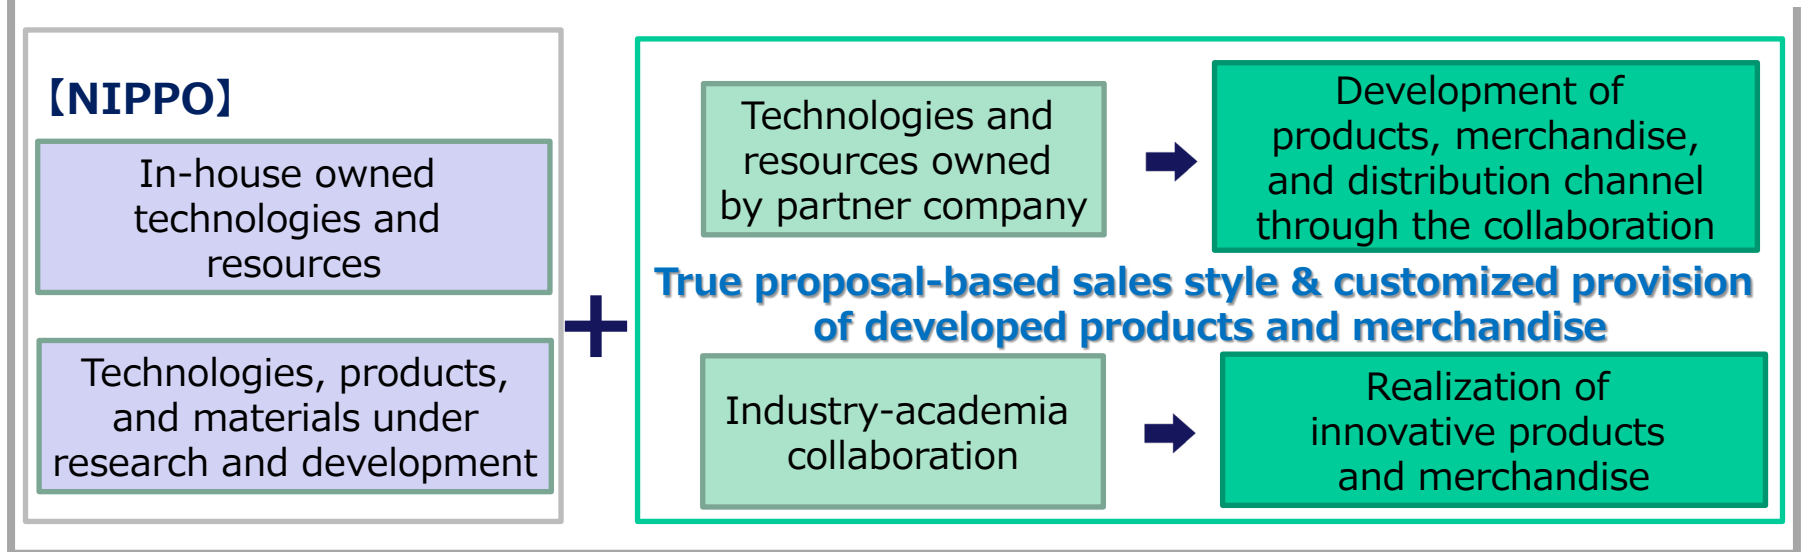 【NIPPO】
In-house owned
technologies and
resources
Technologies, products,
and materials under
research and development
+
Technologies and
resources owned
by partner company
Development of
products, merchandise,
and distribution channel
through the collaboration
True proposal-based sales style & customized provision
of developed products and merchandise
Industry-academia
collaboration
Realization of
innovative products
and merchandise